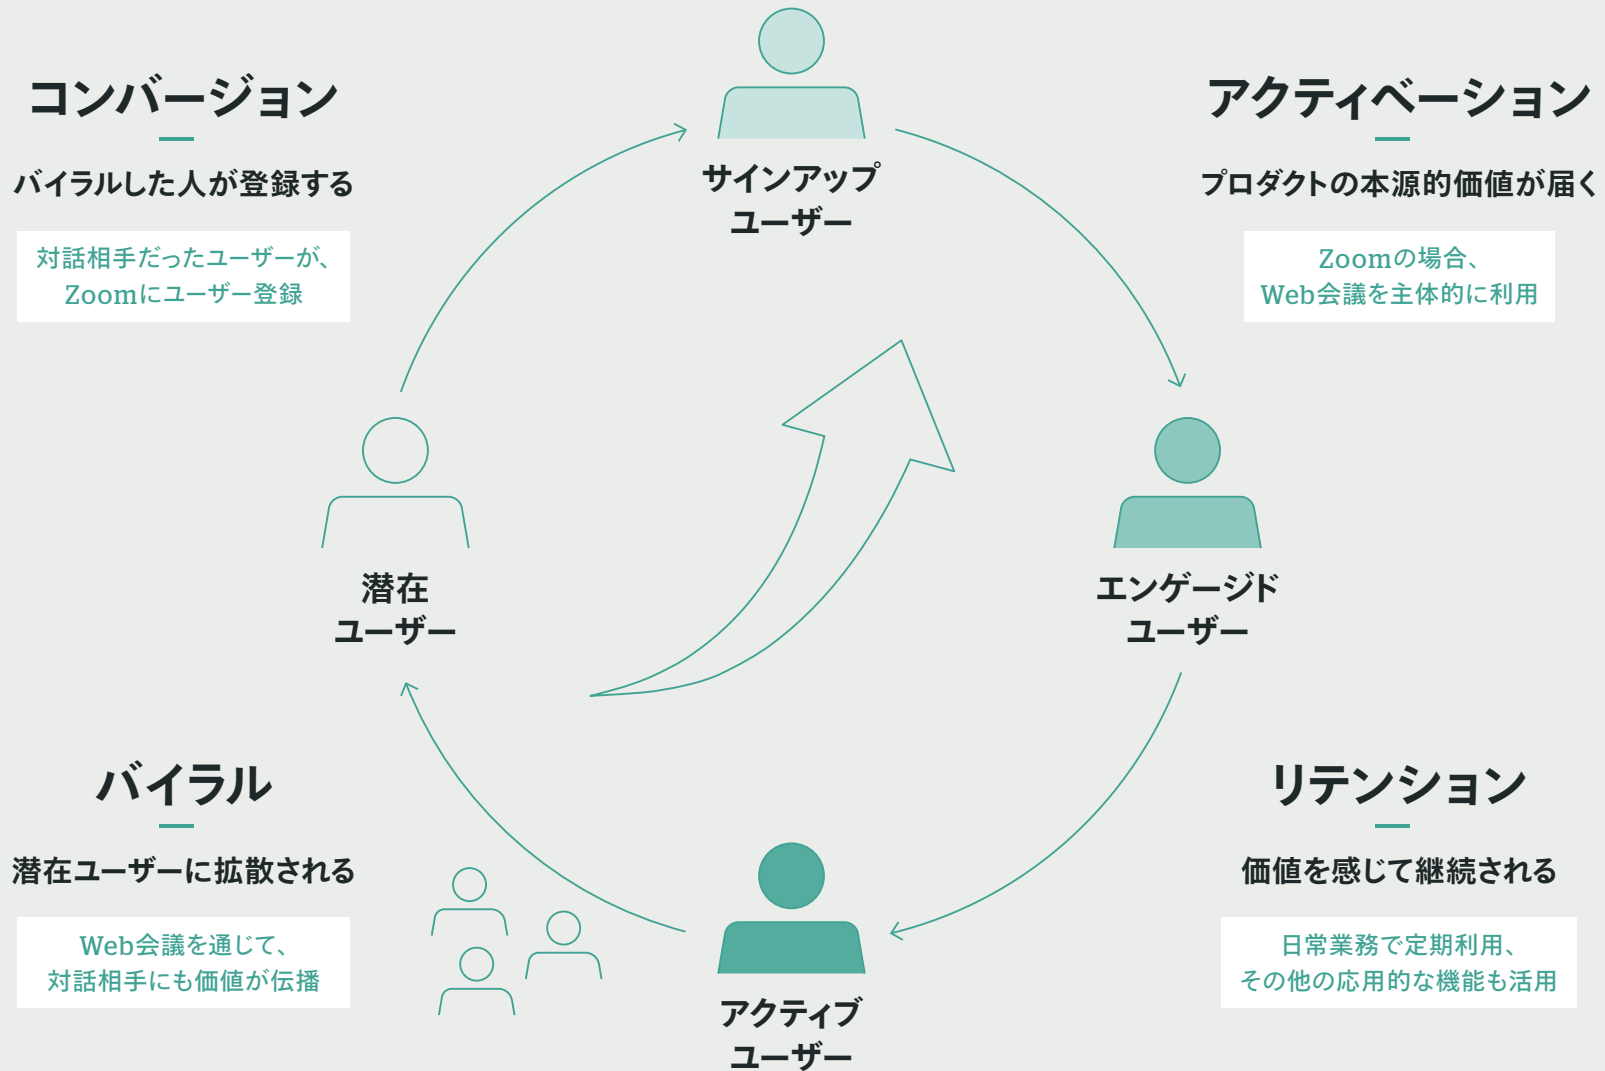 コンバージョン
バイラルした人が登録する
対話相手だったユーザーが、
Zoomにユーザー登録
サインアップ
ユーザー
アクティベーション
プロダクトの本源的価値が届く
Zoomの場合、
Web会議を主体的に利用
潜在
ユーザー
エンゲージド
ユーザー
バイラル
潜在ユーザーに拡散される
Web会議を通じて、
対話相手にも価値が伝播
アクティブ
ユーザー
リテンション
価値を感じて継続される
日常業務で定期利用、
その他の応用的な機能も活用